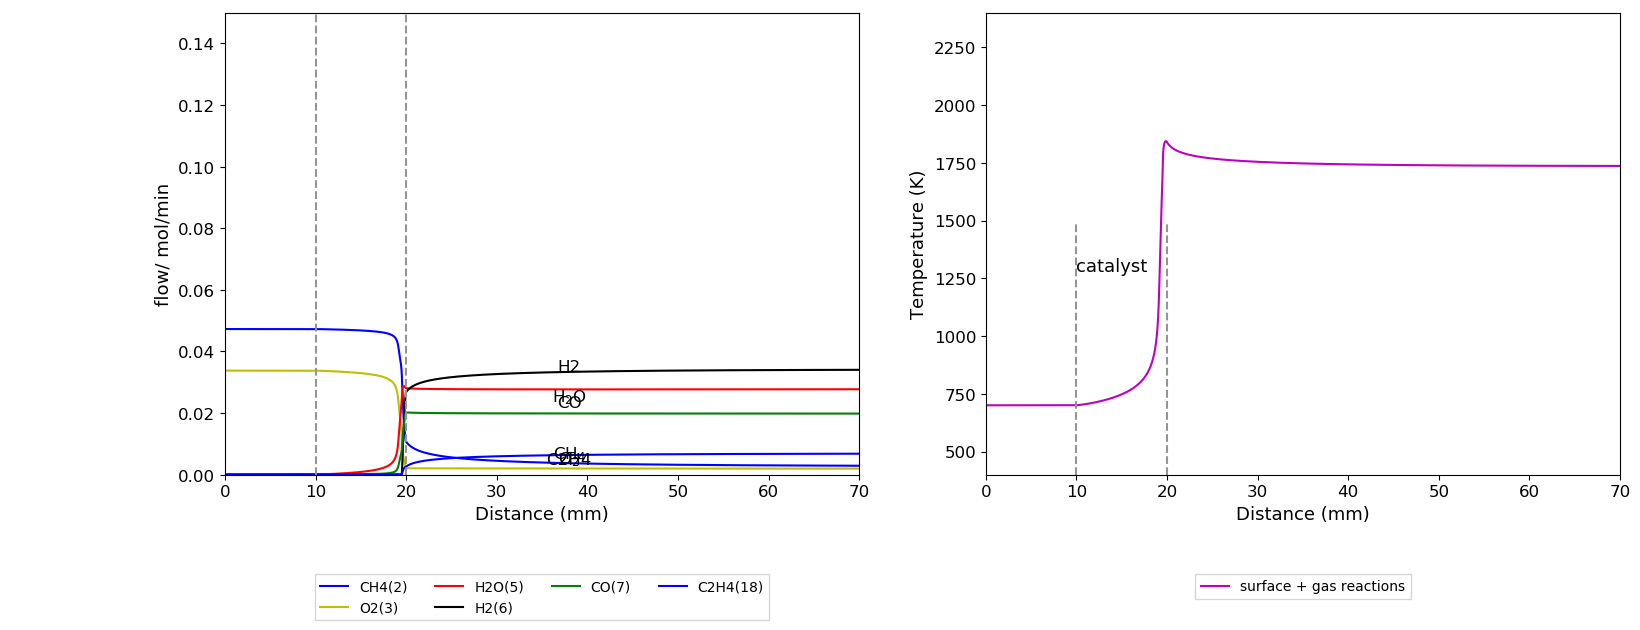 0.14
0.12
0.10
0.08
0.06
0.04
0.02
0.00
flow/ mol/min
H2
H₂O
CO
CH₄
C2H4
0 10 20 30 40 50 60 70
Distance (mm)
CH4(2) H2O(5) CO(7) C2H4(18)
O2(3) H2(6)
2250
2000
1750
1500
1250
1000
750
500
Temperature (K)
catalyst
0 10 20 30 40 50 60 70
Distance (mm)
surface + gas reactions